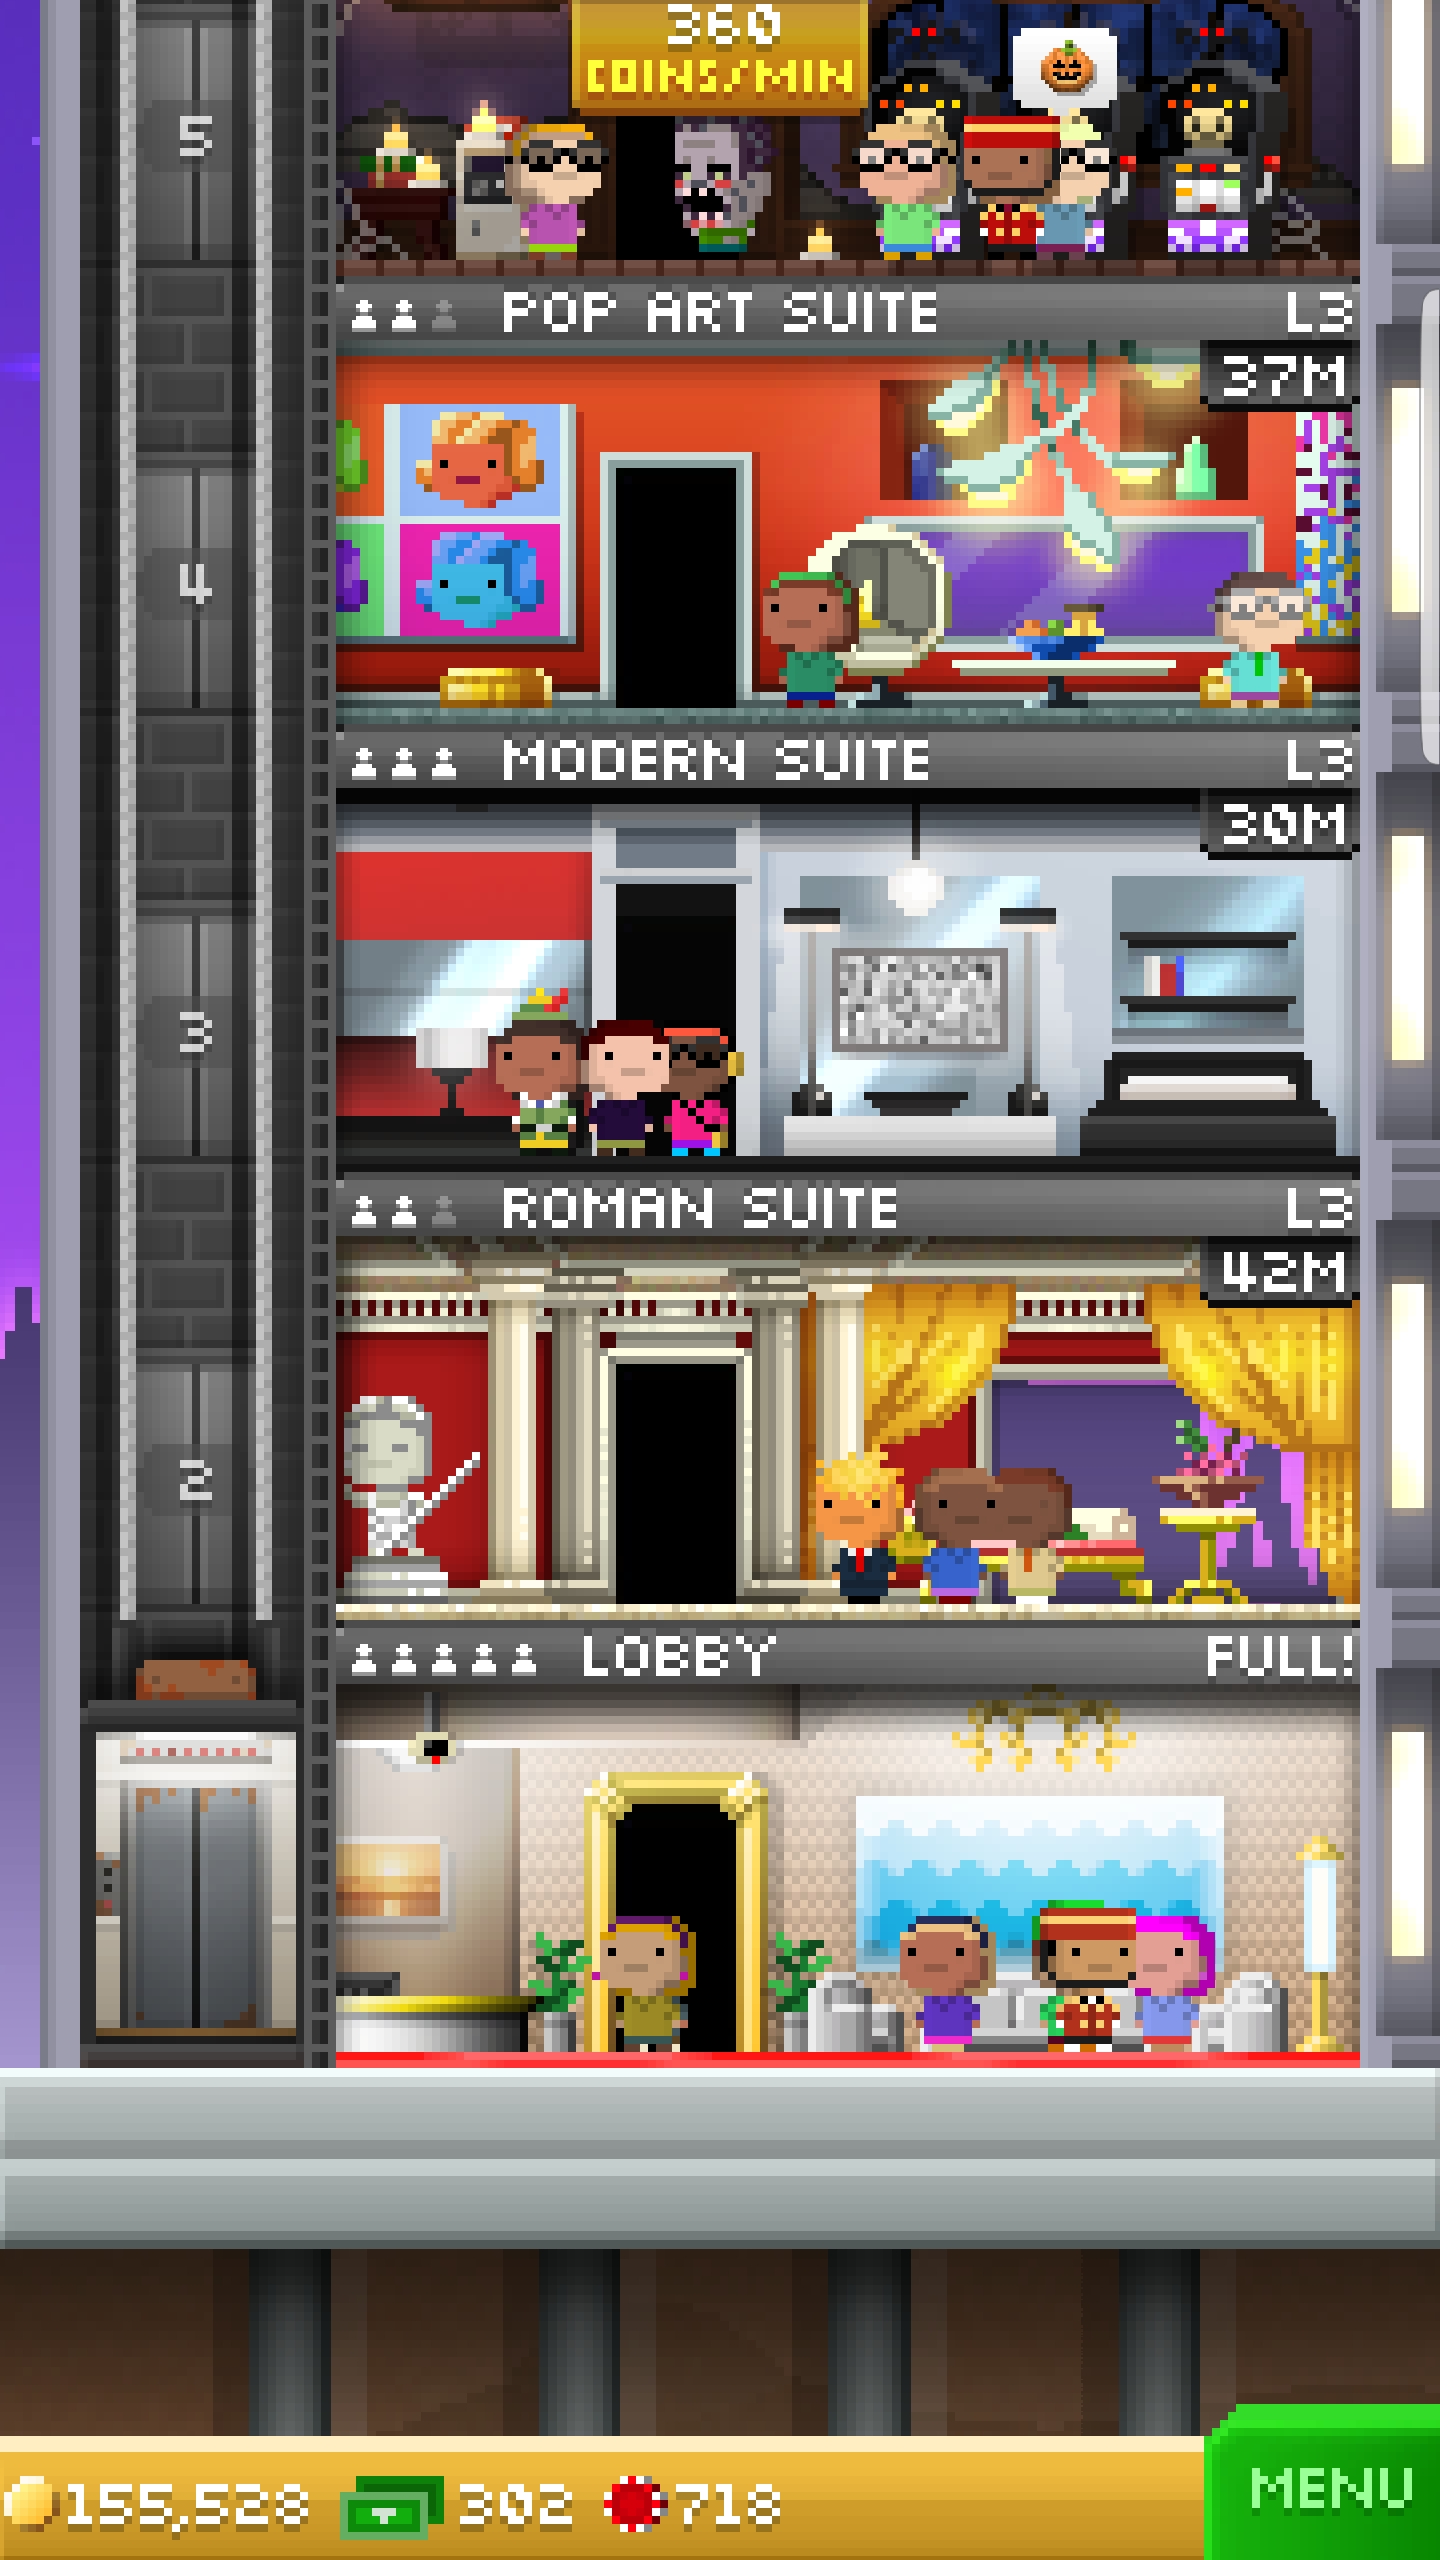 360
COINS/MIN
5
POP ART SUITE L3
37M
4
MODERN SUITE L3
30M
3
ROMAN SUITE L3
42M
2
LOBBY FULL!
MENU
155,528 302 718